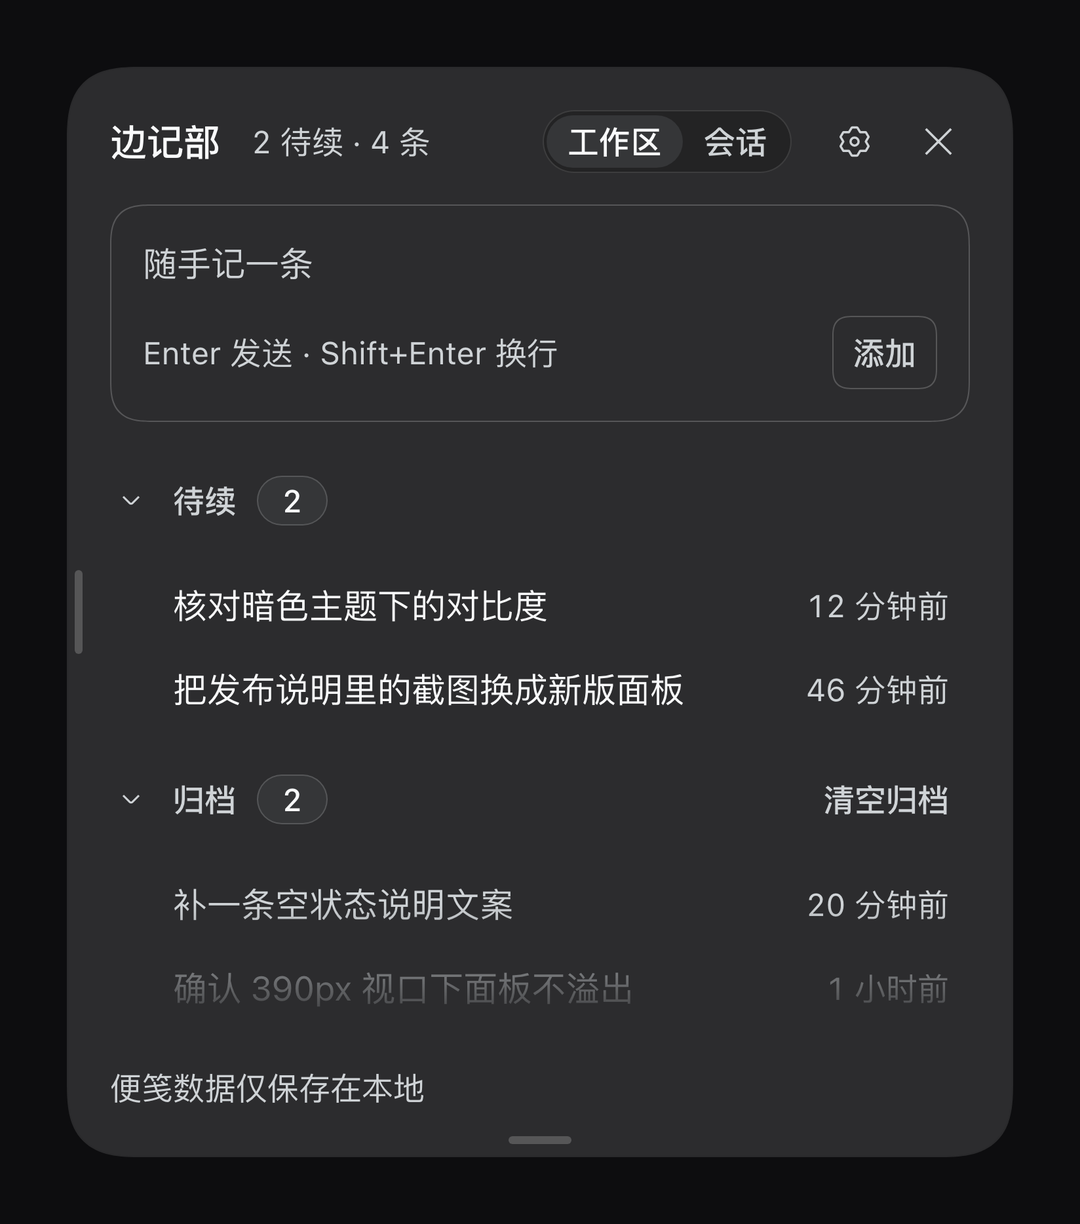 边记部 2 待续 · 4 条 工作区 会话
随手记一条
Enter 发送 · Shift+Enter 换行 添加
待续 2
核对暗色主题下的对比度 12 分钟前
把发布说明里的截图换成新版面板 46 分钟前
归档 2 清空归档
补一条空状态说明文案 20 分钟前
确认 390px 视口下面板不溢出 1 小时前
便笺数据仅保存在本地